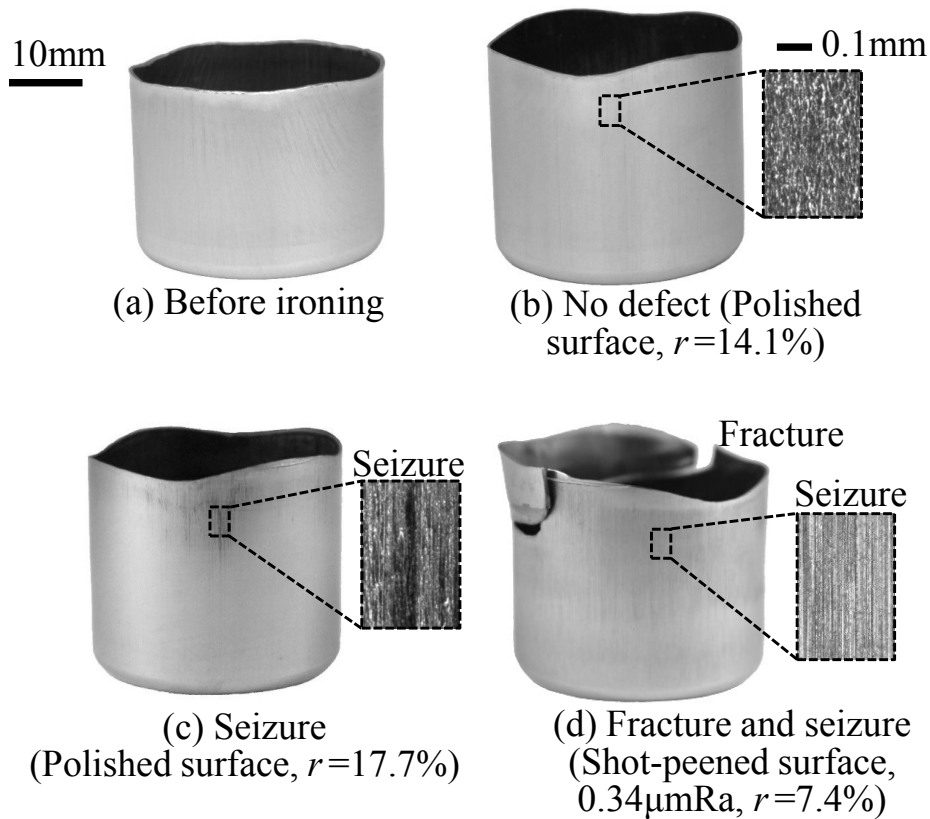 10mm
0.1mm
(a) Before ironing
(b) No defect (Polished
surface, r=14.1%)
Seizure
Fracture
Seizure
(c) Seizure
(Polished surface, r=17.7%)
(d) Fracture and seizure
(Shot-peened surface,
0.34μmRa, r=7.4%)